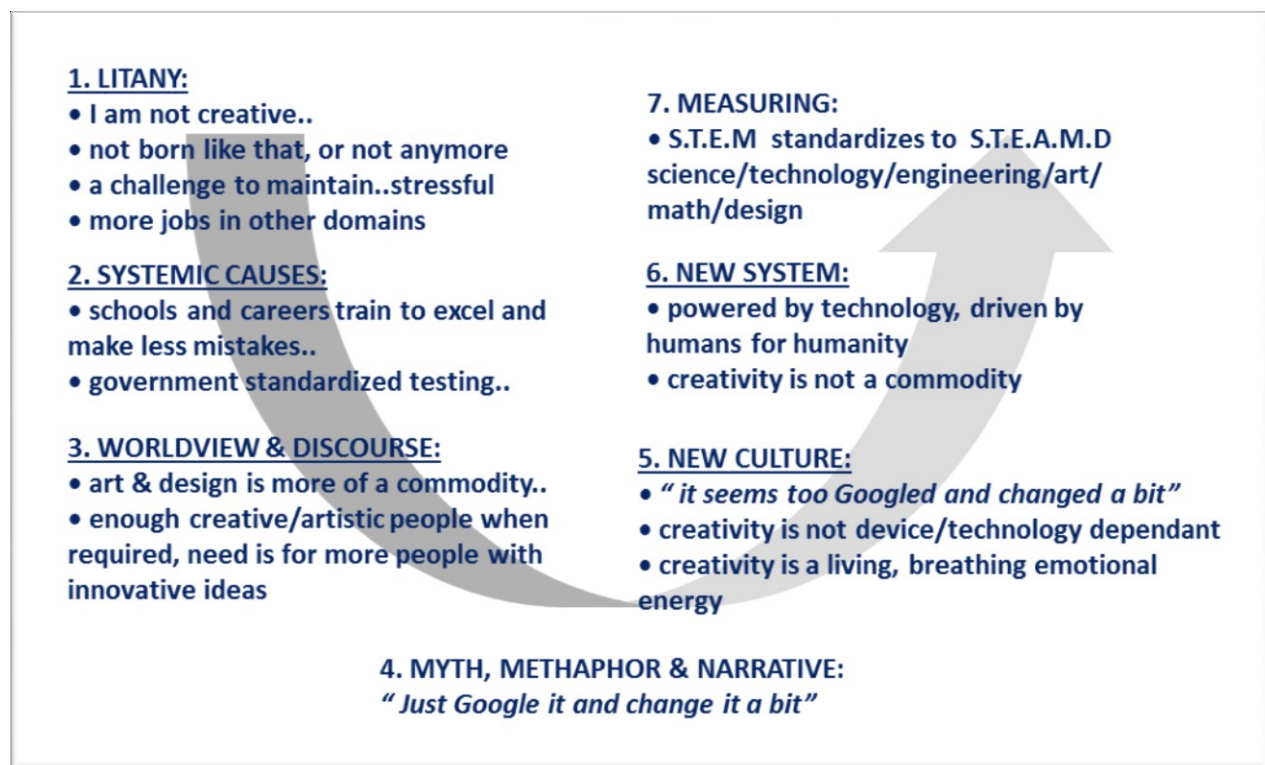 1. LITANY:
• I am not creative..
• not born like that, or not anymore
• a challenge to maintain..stressful
• more jobs in other domains
2. SYSTEMIC CAUSES:
• schools and careers train to excel and
make less mistakes..
• government standardized testing..
3. WORLDVIEW & DISCOURSE:
• art & design is more of a commodity..
• enough creative/artistic people when
required, need is for more people with
innovative ideas
4. MYTH, METHAPHOR & NARRATIVE:
“ Just Google it and change it a bit”
5. NEW CULTURE:
• “ it seems too Googled and changed a bit”
• creativity is not device/technology dependant
• creativity is a living, breathing emotional
energy
6. NEW SYSTEM:
• powered by technology, driven by
humans for humanity
• creativity is not a commodity
7. MEASURING:
• S.T.E.M standardizes to S.T.E.A.M.D
science/technology/engineering/art/
math/design